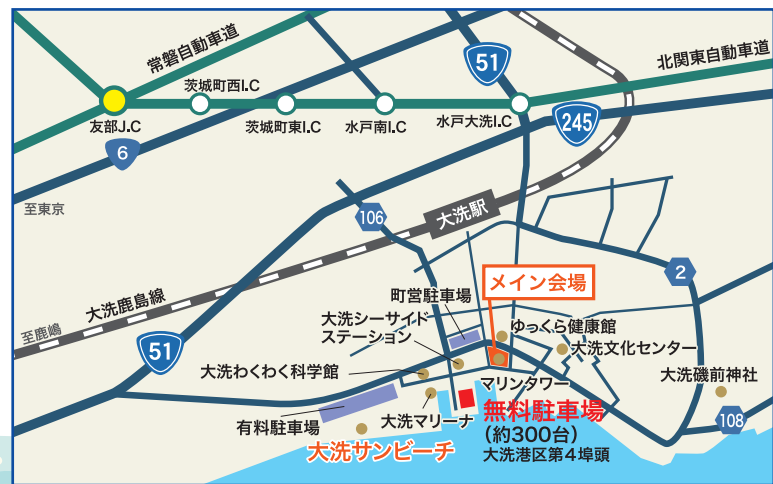 常磐自動車道
茨城町西I.C
51
北関東自動車道
友部J.C
茨城町東I.C
水戸南I.C
水戸大洗I.C
245
6
至東京
106
大洗駅
2
大洗鹿島線
メイン会場
町営駐車場
至鹿嶋
大洗シーサイド
ステーション
ゆっくら健康館
51
大洗文化センター
大洗わくわく科学館
大洗磯前神社
マリンタワー
有料駐車場
大洗マリーナ
無料駐車場
(約300台)
大洗港区第4埠頭
108
大洗サンビーチ